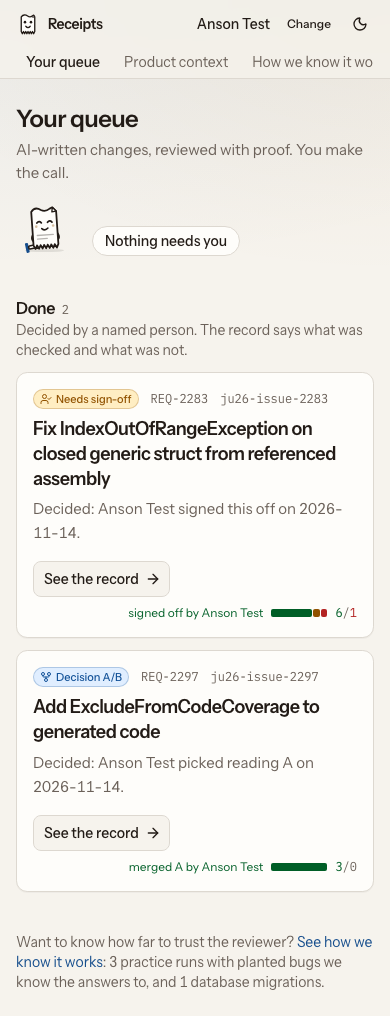 Receipts
Anson Test
Change
Your queue
Product context
How we know it wo
Your queue
AI-written changes, reviewed with proof. You make
the call.
Nothing needs you
Done 2
Decided by a named person. The record says what was
checked and what was not.
Needs sign-off REQ-2283 ju26-issue-2283
Fix IndexOutOfRangeException on
closed generic struct from referenced
assembly
Decided: Anson Test signed this off on 2026-
11-14.
See the record →
signed off by Anson Test 6/1
Decision A/B REQ-2297 ju26-issue-2297
Add ExcludeFromCodeCoverage to
generated code
Decided: Anson Test picked reading A on
2026-11-14.
See the record →
merged A by Anson Test 3/0
Want to know how far to trust the reviewer? See how we
know it works: 3 practice runs with planted bugs we
know the answers to, and 1 database migrations.